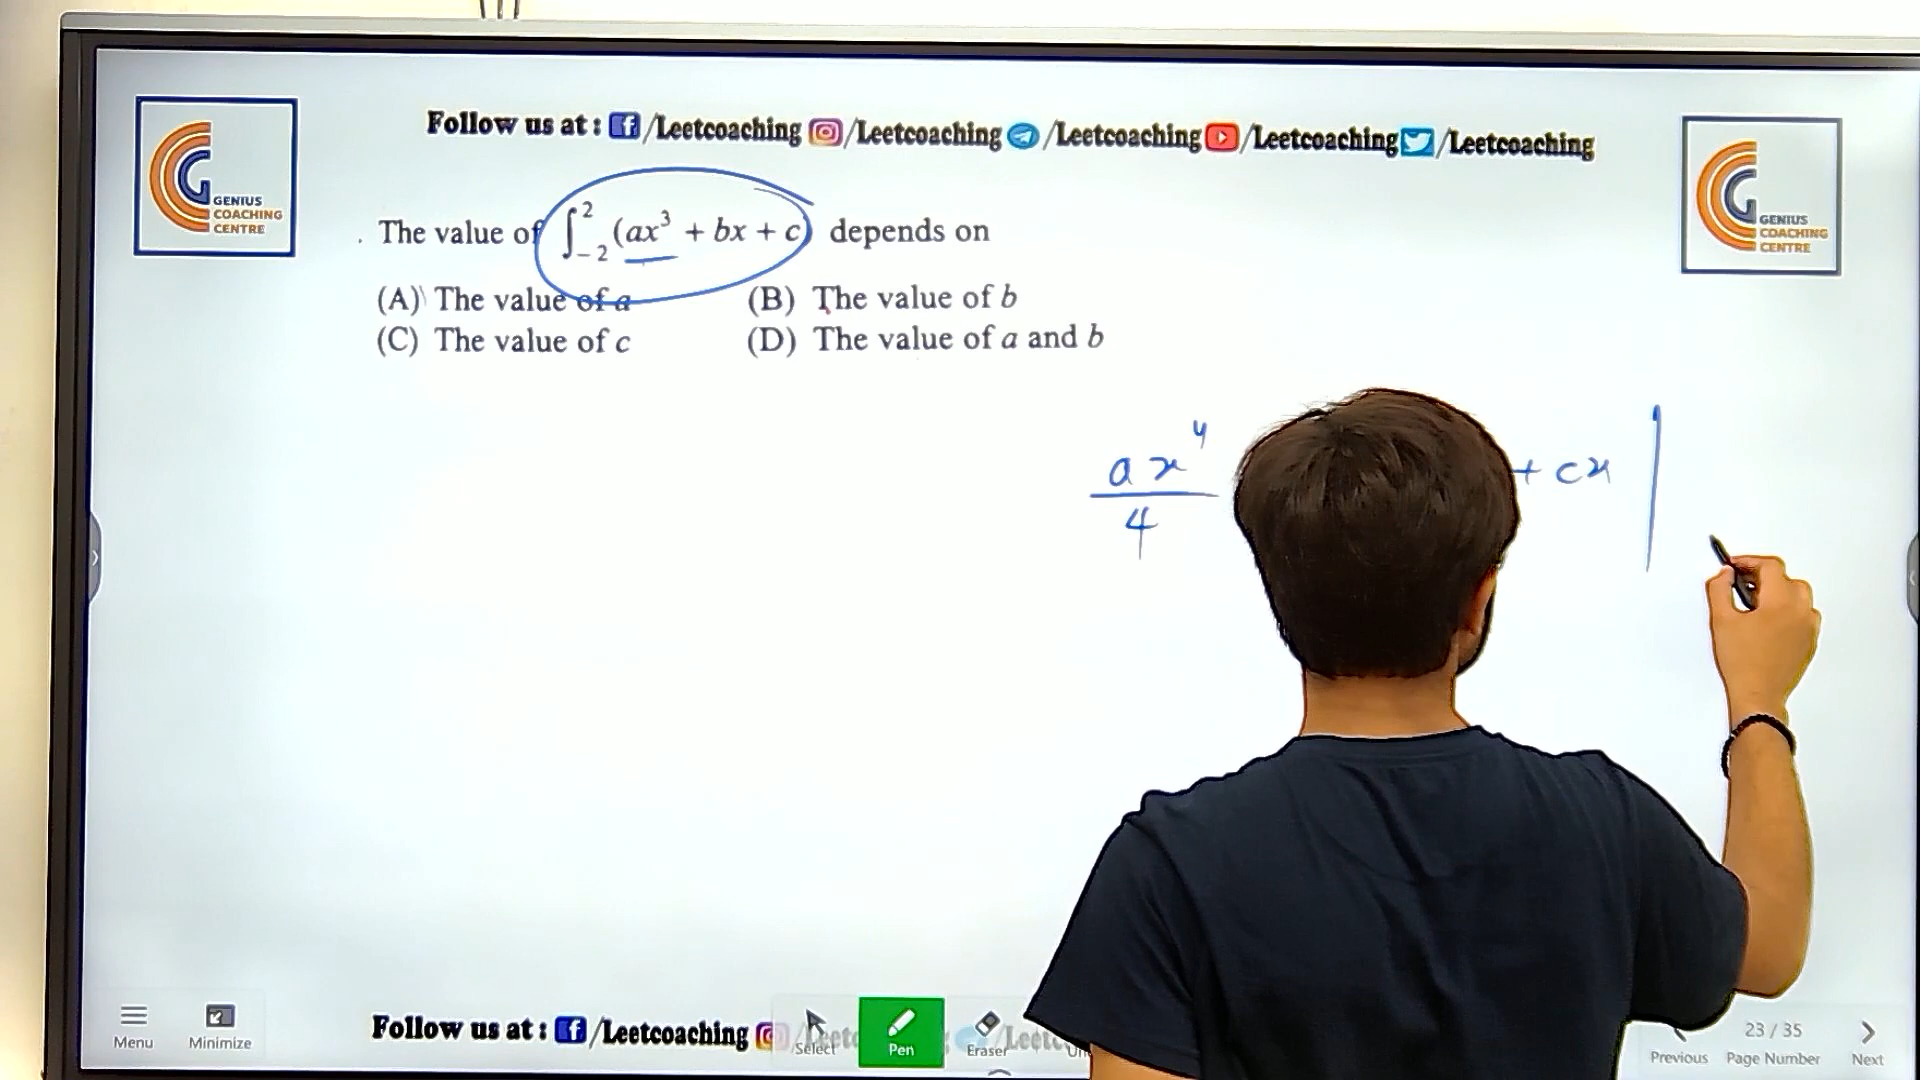 Follow us at : /Leetcoaching /Leetcoaching /Leetcoaching /Leetcoaching /Leetcoaching
GENIUS
COACHING
CENTRE
GENIUS
COACHING
CENTRE
. The value of ∫₋₂² (ax³ + bx + c) depends on
(A) The value of a (B) The value of b
(C) The value of c (D) The value of a and b
ax⁴/4 + cx |
Menu Minimize
Follow us at : /Leetcoaching
Select Pen Eraser
23 / 35
Previous Page Number Next